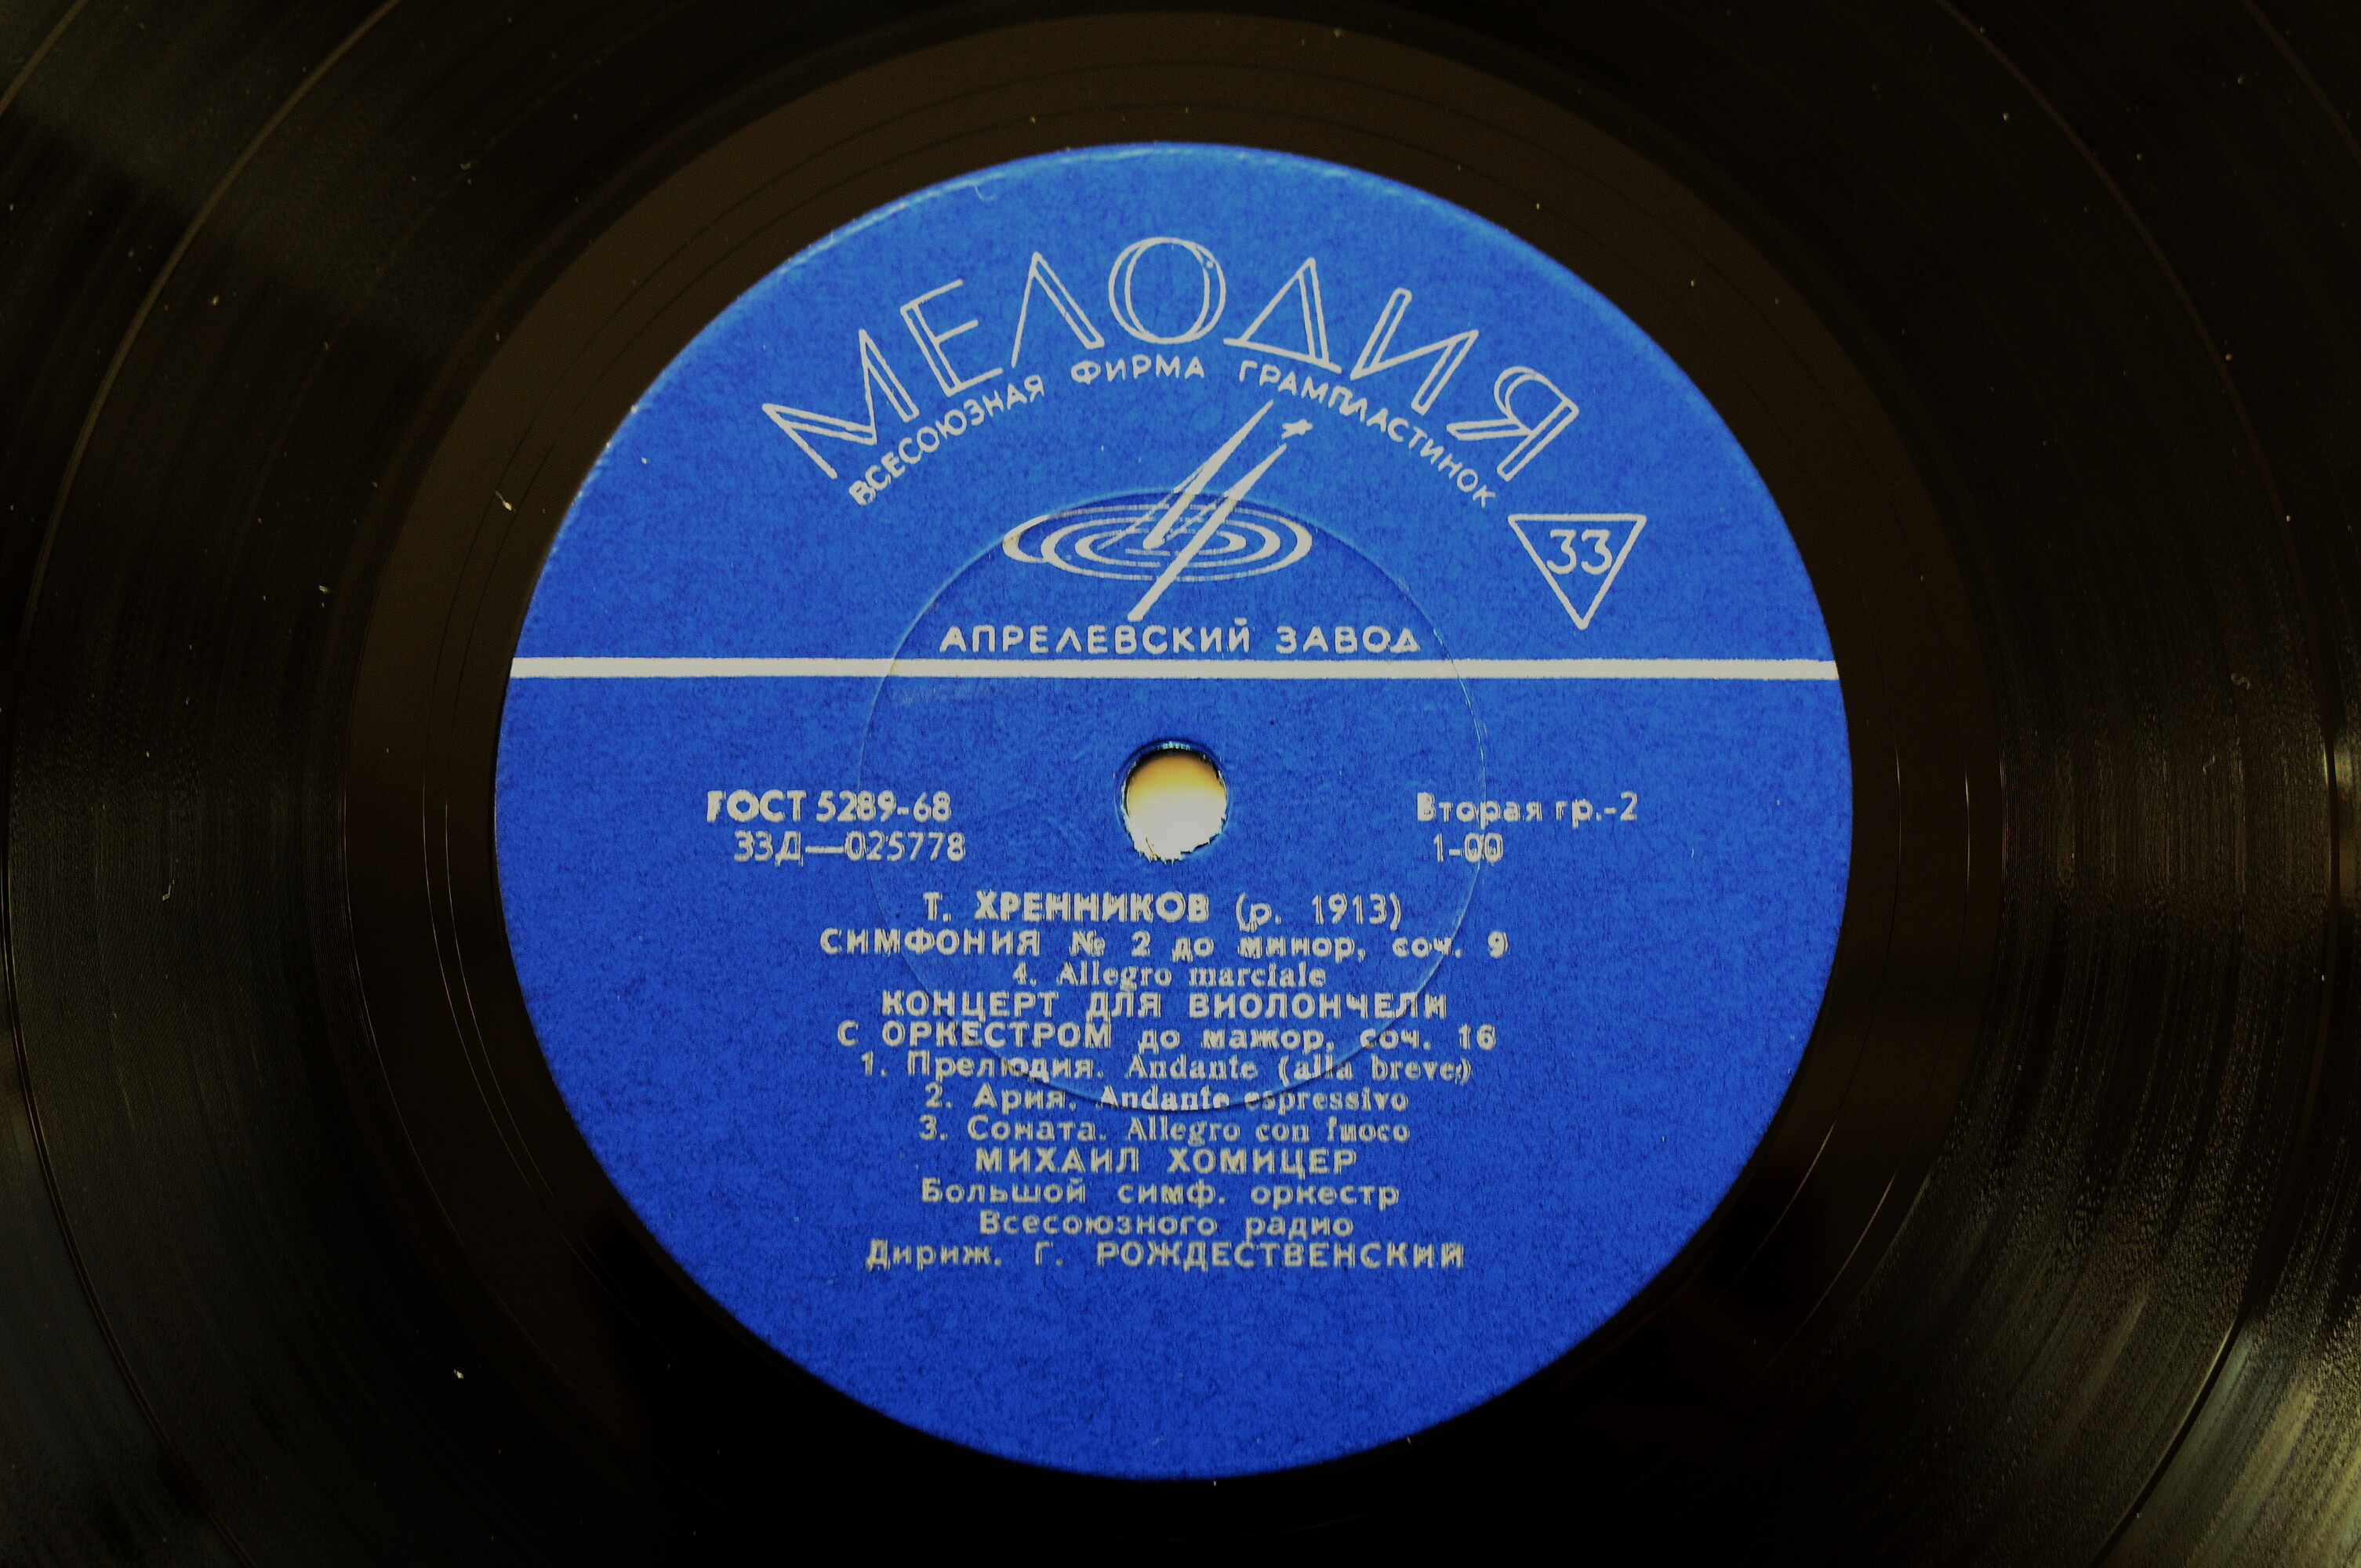 МЕЛОДИЯ
ВСЕСОЮЗНАЯ ФИРМА ГРАМПЛАСТИНОК
33
АПРЕЛЕВСКИЙ ЗАВОД
ГОСТ 5289-68
33Д—025778
Вторая гр.-2
1-00
Т. ХРЕННИКОВ (р. 1913)
СИМФОНИЯ № 2 до минор, соч. 9
4. Allegro marciale
КОНЦЕРТ ДЛЯ ВИОЛОНЧЕЛИ
С ОРКЕСТРОМ до мажор, соч. 16
1. Прелюдия. Andante (alla breve)
2. Ария. Andante espressivo
3. Соната. Allegro con fuoco
МИХАИЛ ХОМИЦЕР
Большой симф. оркестр
Всесоюзного радио
Дириж. Г. РОЖДЕСТВЕНСКИЙ